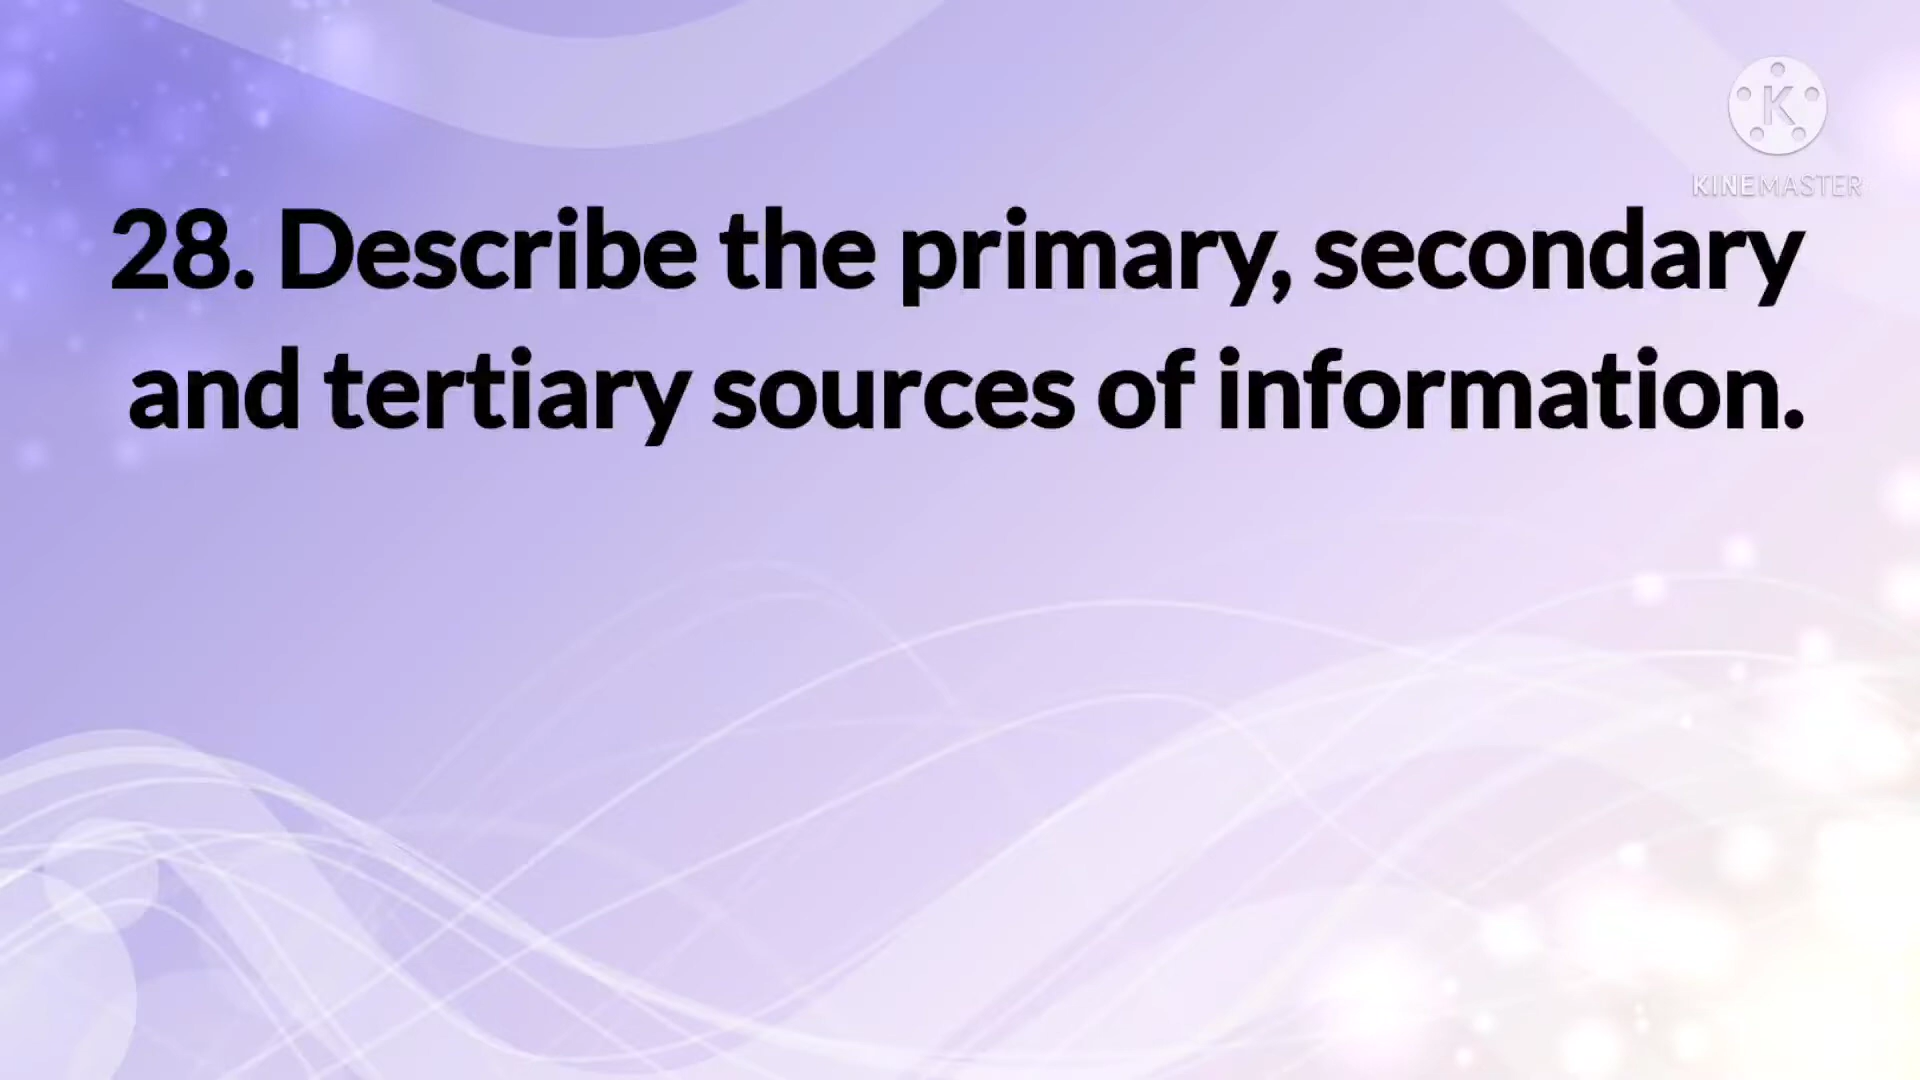 K
KINEMASTER
28. Describe the primary, secondary
and tertiary sources of information.